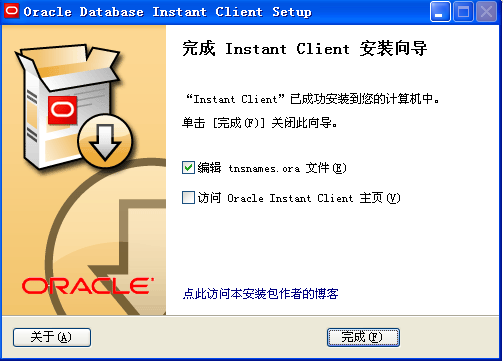 Oracle Database Instant Client Setup
完成 Instant Client 安装向导
“Instant Client”已成功安装到您的计算机中。
单击 [完成(F)] 关闭此向导。
编辑 tnsnames.ora 文件(E)
访问 Oracle Instant Client 主页(V)
ORACLE
点此访问本安装包作者的博客
关于(A)
完成(F)